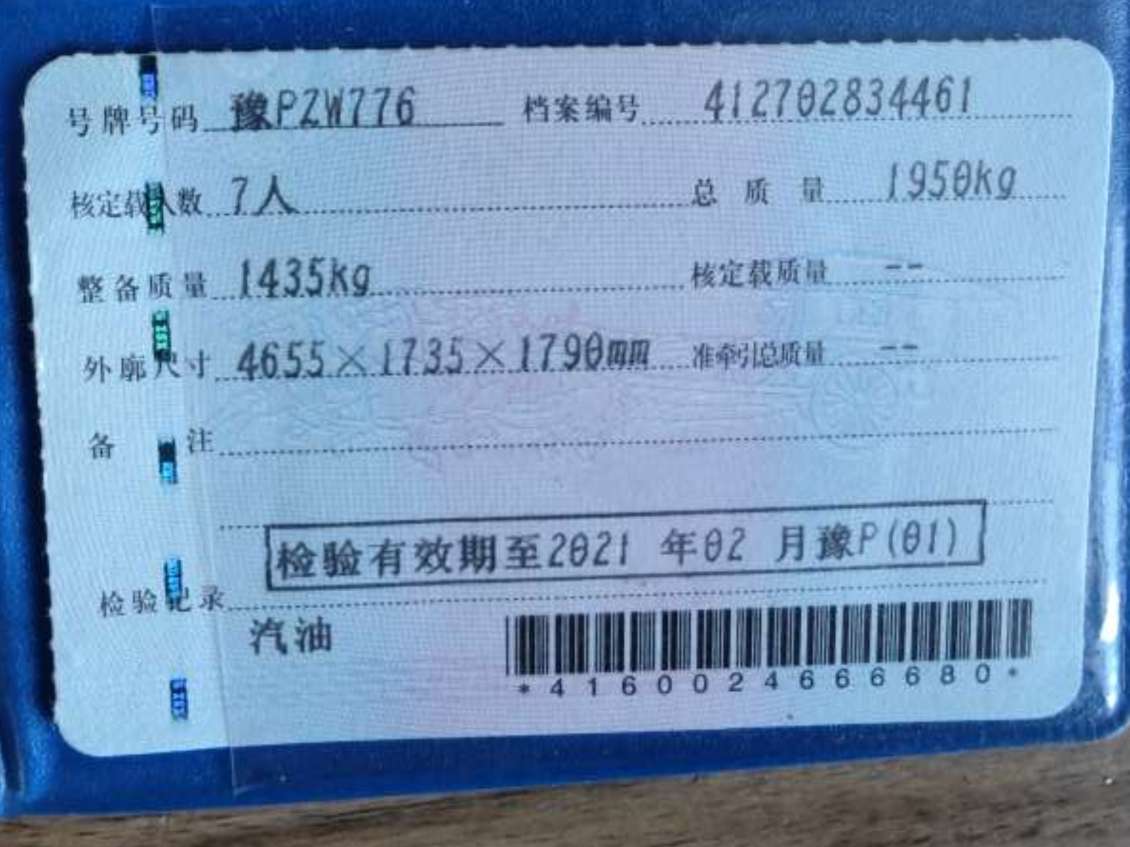 号牌号码 豫PZW776 档案编号 412702834461
核定载人数 7人 总质量 1950kg
整备质量 1435kg 核定载质量 --
外廓尺寸 4655×1735×1790mm 准牵引总质量 --
备注
检验有效期至2021 年02 月豫P(01)
检验记录
汽油
*4160024666680*